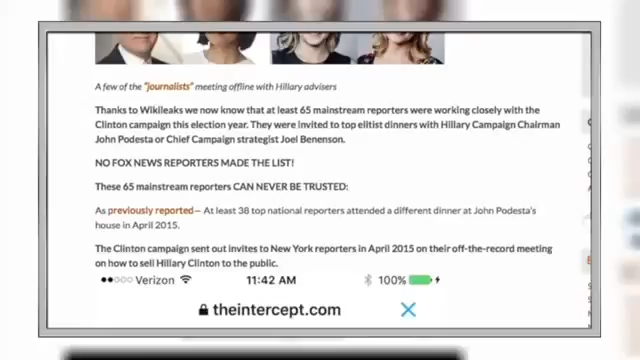 A few of the "journalists" meeting offline with Hillary advisers
Thanks to Wikileaks we now know that at least 65 mainstream reporters were working closely with the
Clinton campaign this election year. They were invited to top elitist dinners with Hillary Campaign Chairman
John Podesta or Chief Campaign strategist Joel Benenson.
NO FOX NEWS REPORTERS MADE THE LIST!
These 65 mainstream reporters CAN NEVER BE TRUSTED:
As previously reported— At least 38 top national reporters attended a different dinner at John Podesta's
house in April 2015.
The Clinton campaign sent out invites to New York reporters in April 2015 on their off-the-record meeting
on how to sell Hillary Clinton to the public.
Verizon 11:42 AM 100%
theintercept.com